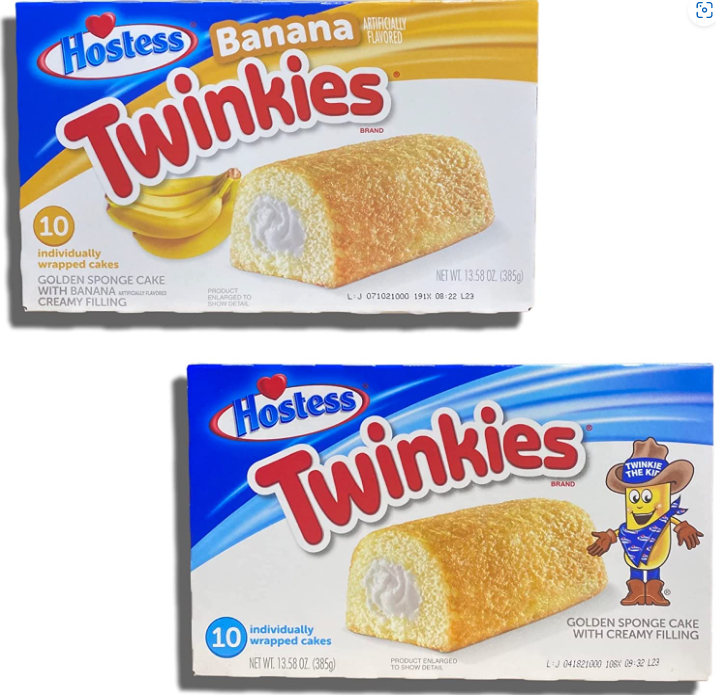 Hostess
Banana
ARTIFICIALLY
FLAVORED
Twinkies®
BRAND
10
individually
wrapped cakes
GOLDEN SPONGE CAKE
WITH BANANA ARTIFICIALLY FLAVORED
CREAMY FILLING
PRODUCT
ENLARGED TO
SHOW DETAIL
NET WT. 13.58 OZ. (385g)
L:J 071021000 191X 08:22 L23
Hostess
Twinkies
BRAND
TWINKIE
THE KID
10
individually
wrapped cakes
NET WT. 13.58 OZ. (385g)
PRODUCT ENLARGED
TO SHOW DETAIL
GOLDEN SPONGE CAKE
WITH CREAMY FILLING
L:J 041821000 108X 09:32 L23